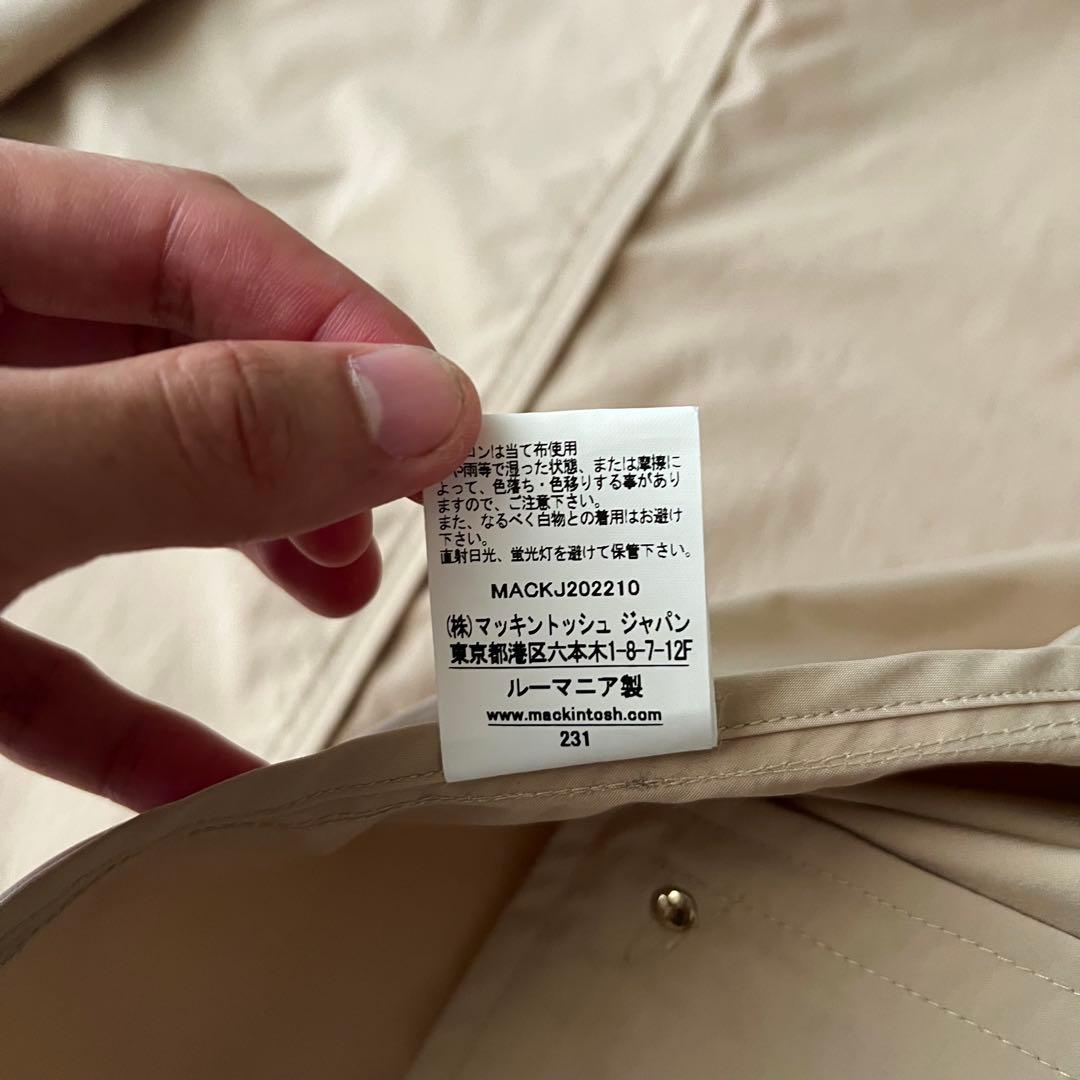 ロンは当て布使用
や雨等で湿った状態、または摩擦に
よって、色落ち・色移りする事があり
ますので、ご注意下さい。
また、なるべく白物との着用はお避け
下さい。
直射日光、蛍光灯を避けて保管下さい。
MACKJ202210
(株)マッキントッシュ ジャパン
東京都港区六本木1-8-7-12F
ルーマニア製
www.mackintosh.com
231